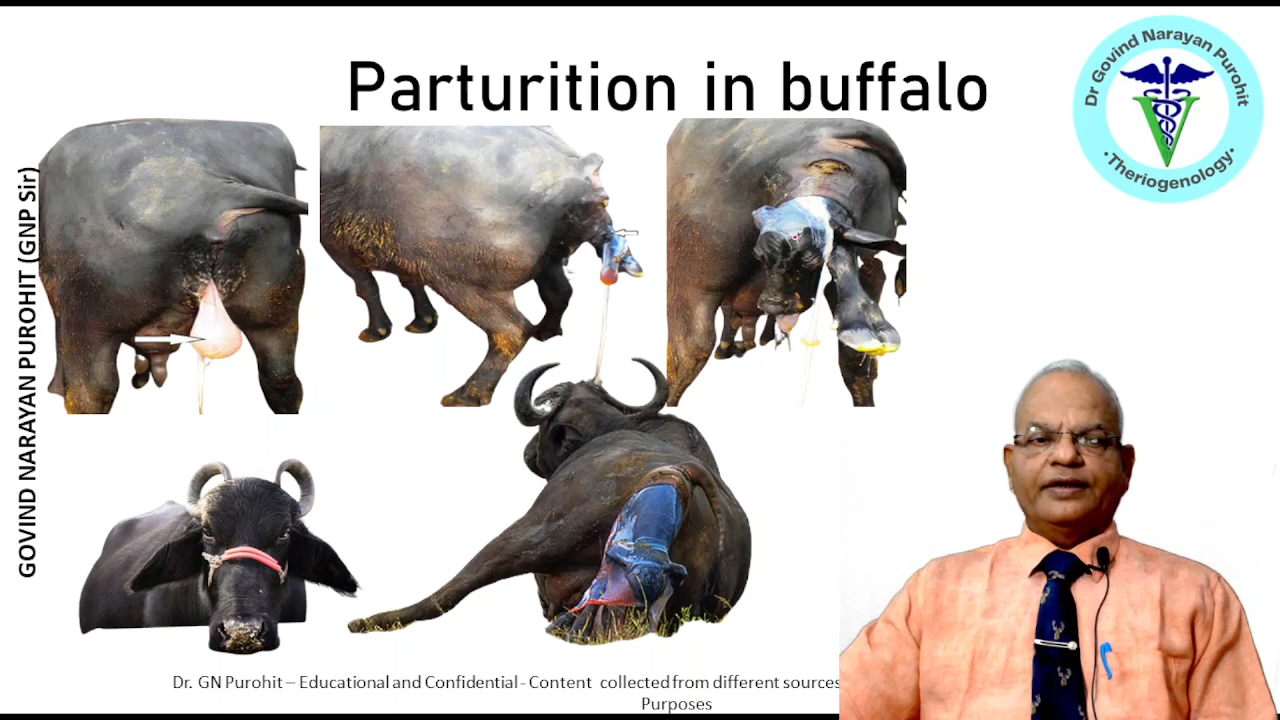 Parturition in buffalo
Dr Govind Narayan Purohit
V
•Theriogenology•
GOVIND NARAYAN PUROHIT (GNP Sir)
Dr. GN Purohit – Educational and Confidential - Content collected from different sources
Purposes